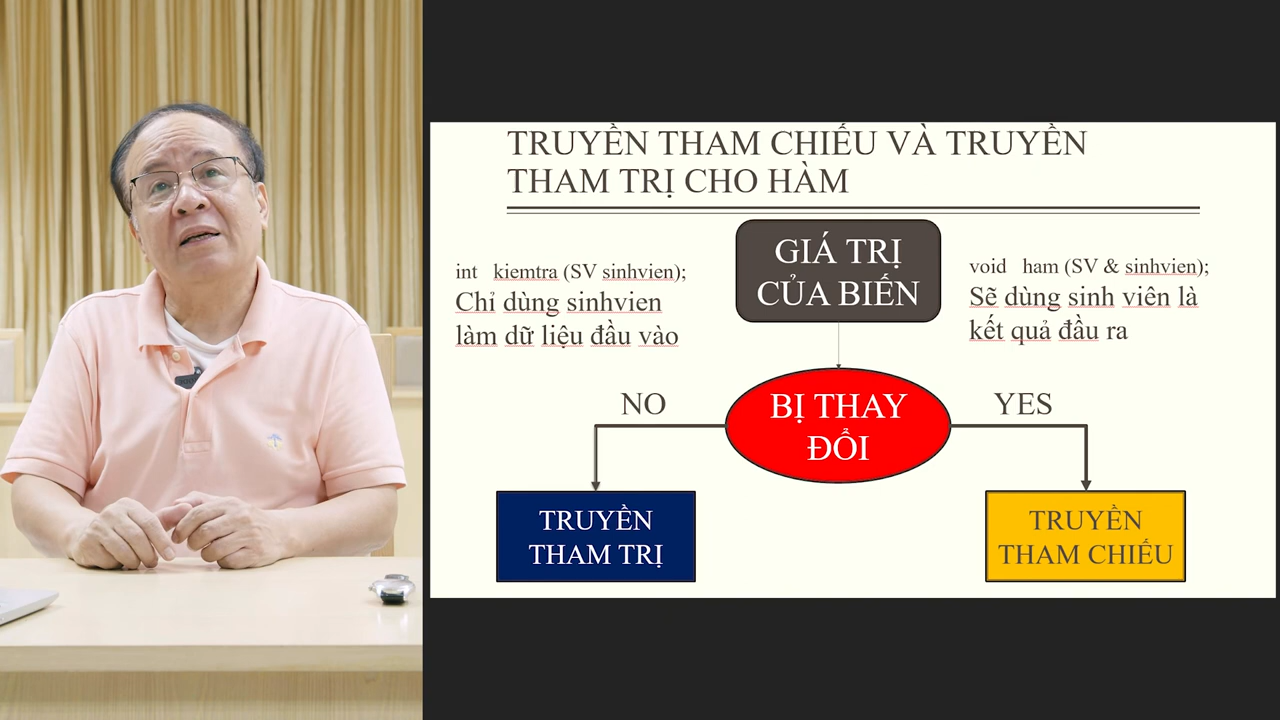 TRUYỀN THAM CHIẾU VÀ TRUYỀN
THAM TRỊ CHO HÀM
GIÁ TRỊ
CỦA BIẾN
int kiemtra (SV sinhvien);
Chỉ dùng sinhvien
làm dữ liệu đầu vào
void ham (SV & sinhvien);
Sẽ dùng sinh viên là
kết quả đầu ra
NO
BỊ THAY
ĐỔI
YES
TRUYỀN
THAM TRỊ
TRUYỀN
THAM CHIẾU